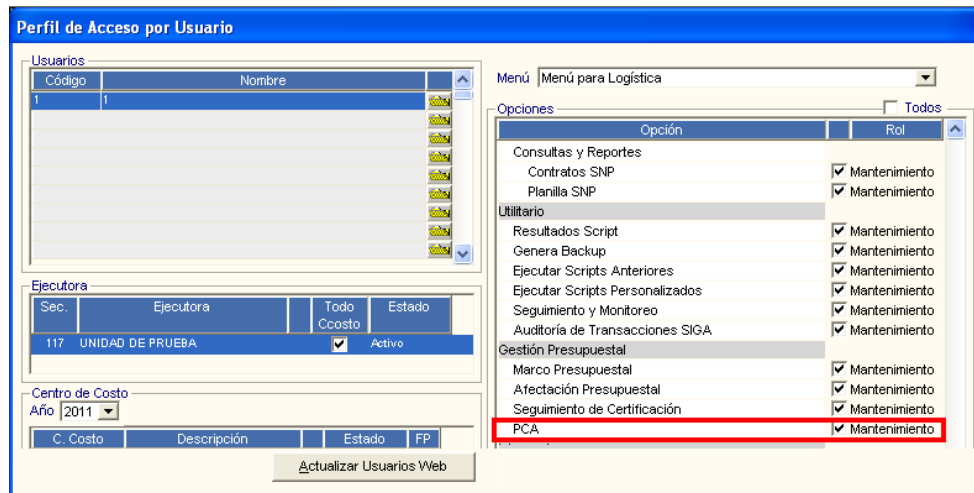 Perfil de Acceso por Usuario
Usuarios
Código Nombre
1 1
Ejecutora
Sec. Ejecutora Todo Ccosto Estado
117 UNIDAD DE PRUEBA Activo
Centro de Costo
Año 2011
C. Costo Descripción Estado FP
Actualizar Usuarios Web
Menú Menú para Logística
Opciones Todos
Opción Rol
Consultas y Reportes
Contratos SNP Mantenimiento
Planilla SNP Mantenimiento
Utilitario
Resultados Script Mantenimiento
Genera Backup Mantenimiento
Ejecutar Scripts Anteriores Mantenimiento
Ejecutar Scripts Personalizados Mantenimiento
Seguimiento y Monitoreo Mantenimiento
Auditoría de Transacciones SIGA Mantenimiento
Gestión Presupuestal
Marco Presupuestal Mantenimiento
Afectación Presupuestal Mantenimiento
Seguimiento de Certificación Mantenimiento
PCA Mantenimiento